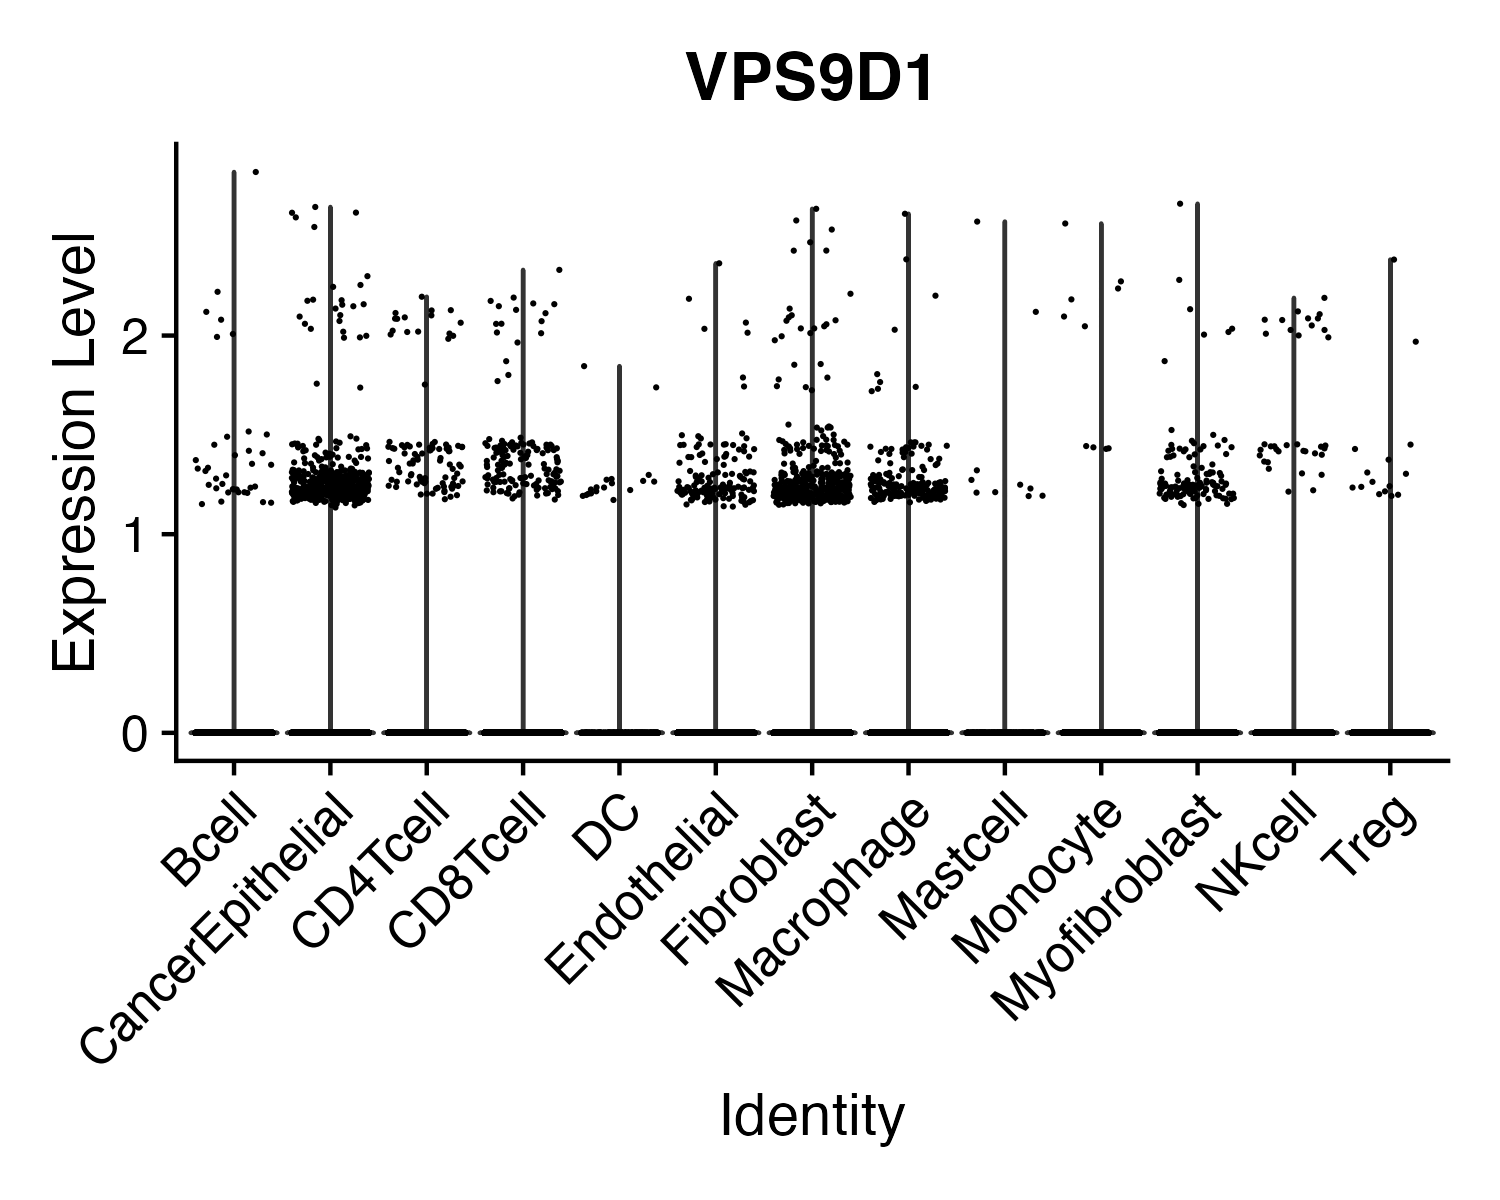 VPS9D1
Expression Level
2
1
0
Bcell
CancerEpithelial
CD4Tcell
CD8Tcell
DC
Endothelial
Fibroblast
Macrophage
Mastcell
Monocyte
Myofibroblast
NKcell
Treg
Identity